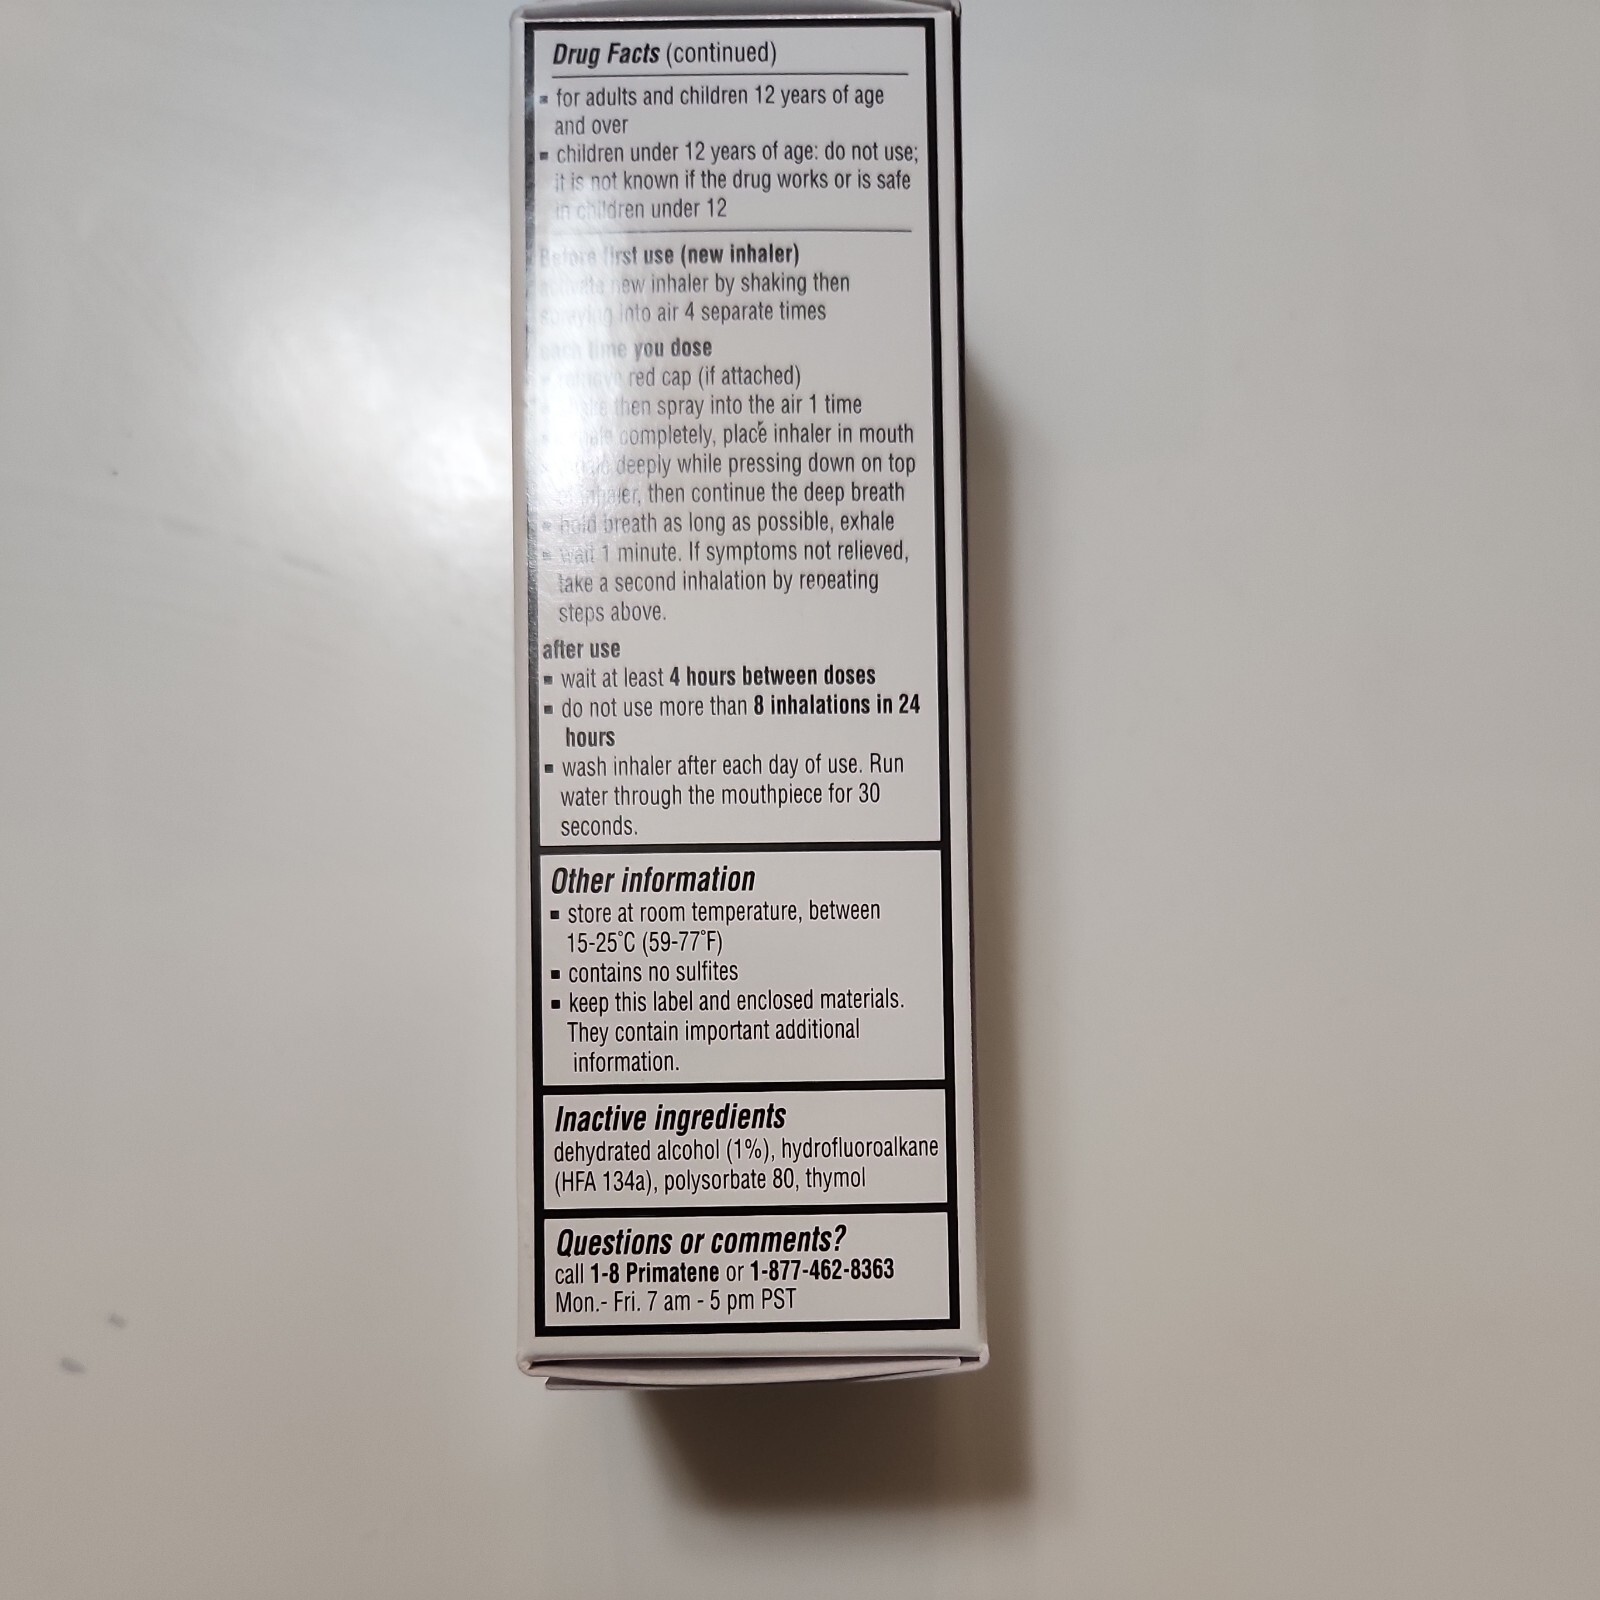 Drug Facts (continued)
▪ for adults and children 12 years of age
and over
▪ children under 12 years of age: do not use;
it is not known if the drug works or is safe
in children under 12
Before first use (new inhaler)
new inhaler by shaking then
spraying into air 4 separate times
each time you dose
▪ remove red cap (if attached)
then spray into the air 1 time
completely, place inhaler in mouth
deeply while pressing down on top
of inhaler, then continue the deep breath
▪ hold breath as long as possible, exhale
▪ wait 1 minute. If symptoms not relieved,
take a second inhalation by repeating
steps above.
after use
▪ wait at least 4 hours between doses
▪ do not use more than 8 inhalations in 24
hours
▪ wash inhaler after each day of use. Run
water through the mouthpiece for 30
seconds.
Other information
▪ store at room temperature, between
15-25°C (59-77°F)
▪ contains no sulfites
▪ keep this label and enclosed materials.
They contain important additional
information.
Inactive ingredients
dehydrated alcohol (1%), hydrofluoroalkane
(HFA 134a), polysorbate 80, thymol
Questions or comments?
call 1-8 Primatene or 1-877-462-8363
Mon.- Fri. 7 am - 5 pm PST